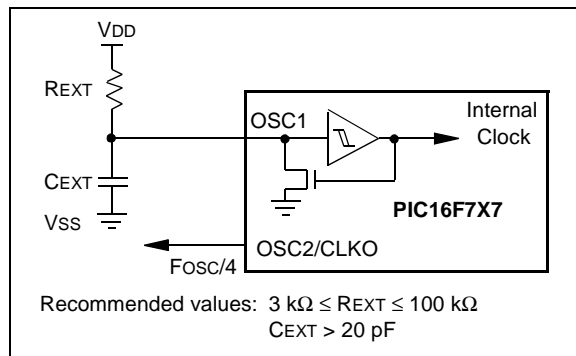 VDD
REXT
OSC1
Internal
Clock
CEXT
PIC16F7X7
VSS
OSC2/CLKO
FOSC/4
Recommended values: 3 kΩ ≤ REXT ≤ 100 kΩ
CEXT > 20 pF